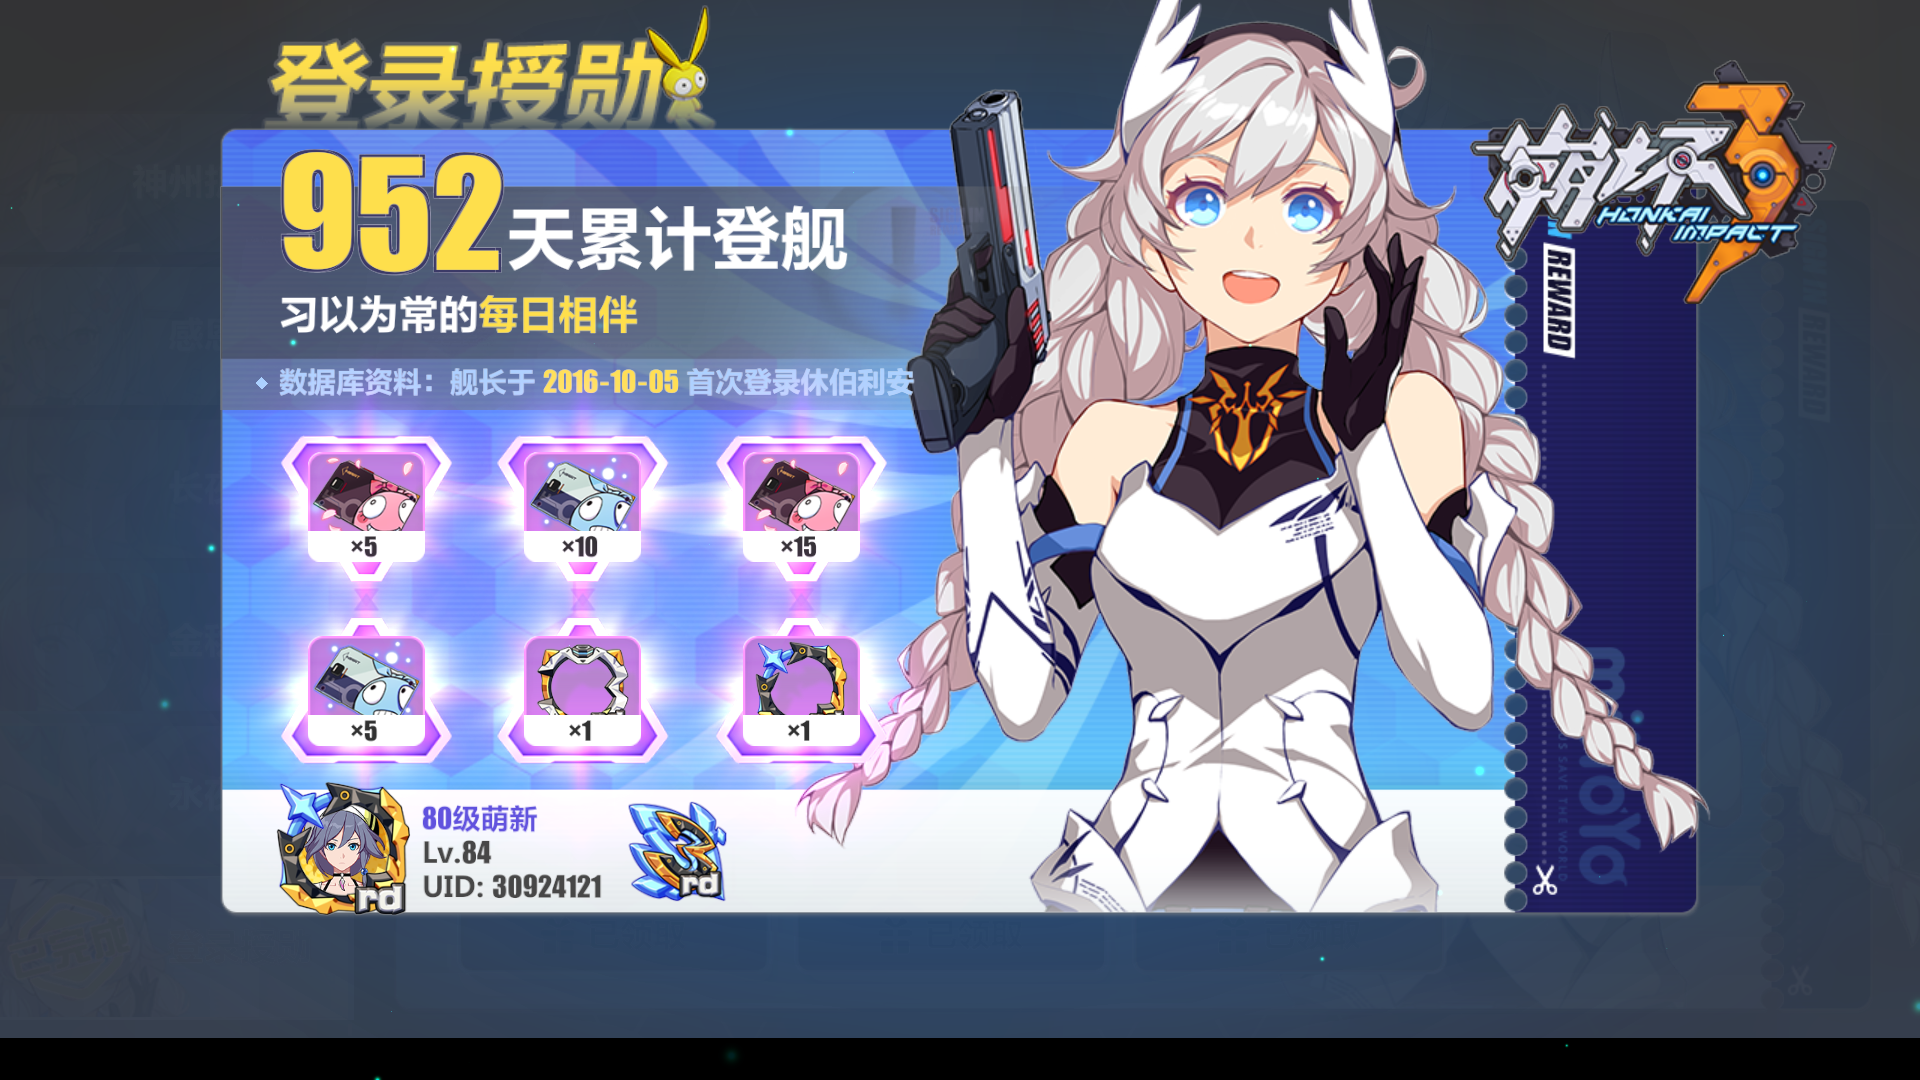 登录授勋
952天累计登舰
习以为常的每日相伴
数据库资料：舰长于 2016-10-05 首次登录休伯利安
×5
×10
×15
×5
×1
×1
80级萌新
Lv.84
UID: 30924121
rd
rd
崩坏3
HONKAI
IMPACT
REWARD
miHoYo